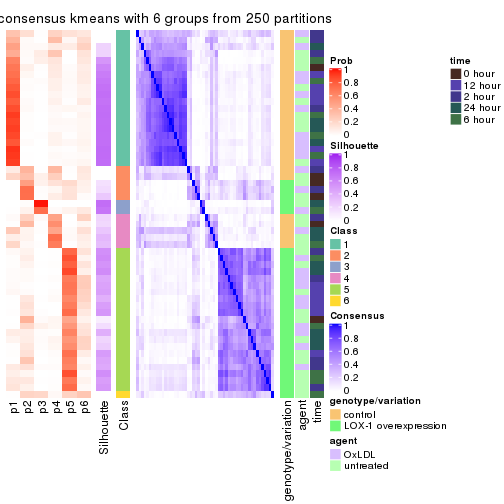 consensus kmeans with 6 groups from 250 partitions
Prob
1
0.8
0.6
0.4
0.2
0
Silhouette
1
0.8
0.6
0.4
0.2
0
Class
1
2
3
4
5
6
Consensus
1
0.8
0.6
0.4
0.2
0
genotype/variation
control
LOX-1 overexpression
agent
OxLDL
untreated
time
0 hour
12 hour
2 hour
24 hour
6 hour
p1
p2
p3
p4
p5
p6
Silhouette
Class
genotype/variation
agent
time